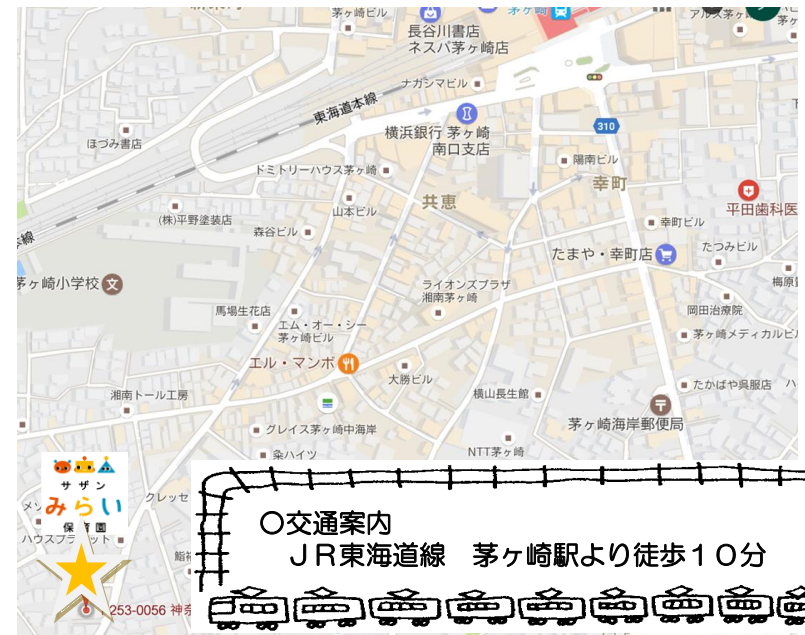 茅ヶ崎ビル
長谷川書店
ネスパ茅ヶ崎店
ナガシマビル
東海道本線
横浜銀行 茅ヶ崎
南口支店
310
ほづみ書店
陽南ビル
ドミトリーハウス茅ヶ崎
幸町
共恵
平田歯科医
山本ビル
(株)平野塗装店
幸町ビル
森谷ビル
本線
たまや・幸町店
たつみビル
茅ヶ崎小学校
ライオンズプラザ
湘南茅ヶ崎
岡田治療院
馬場生花店
エム・オー・シー
茅ヶ崎ビル
茅ヶ崎メディカルビ
エル・マンボ
大勝ビル
湘南トール工房
横山長生館
たかばや呉服店
茅ヶ崎海岸郵便局
グレイス茅ヶ崎中海岸
粂ハイツ
NTT茅ヶ崎
サザン
みらい
保育園
クレッセ
〇交通案内
JR東海道線 茅ヶ崎駅より徒歩10分
253-0056 神奈